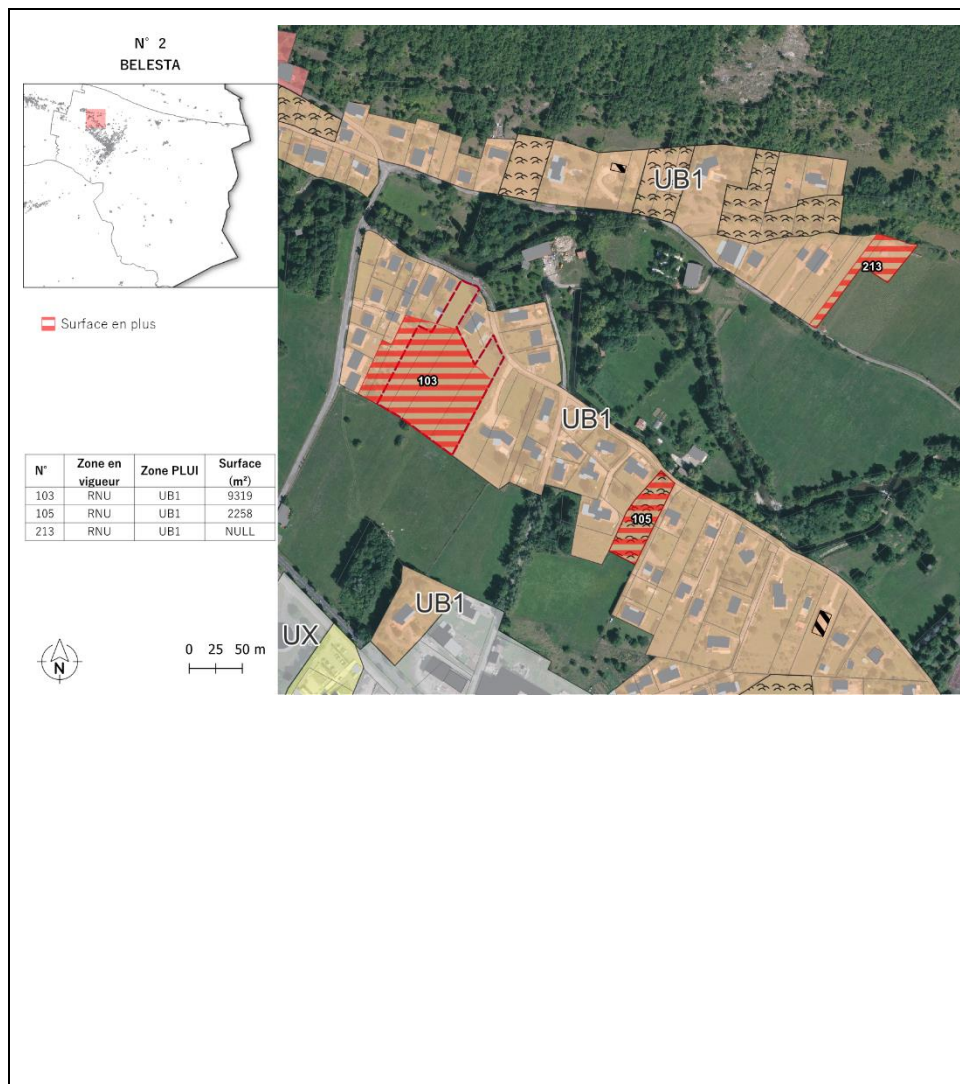 N° 2
BELESTA
Surface en plus
N° Zone en vigueur Zone PLUI Surface (m²)
103 RNU UB1 9319
105 RNU UB1 2258
213 RNU UB1 NULL
N
0 25 50 m
UB1
213
103
UB1
105
UB1
UX